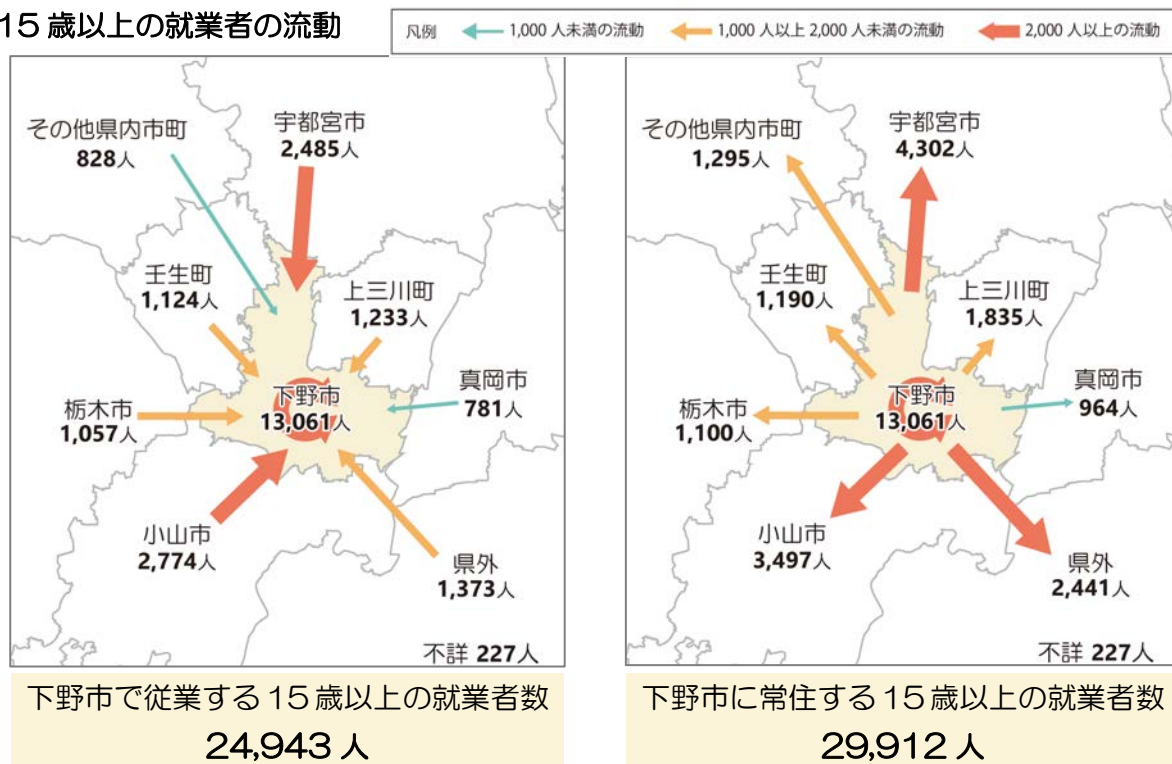 15歳以上の就業者の流動
凡例 1,000人未満の流動 1,000人以上2,000人未満の流動 2,000人以上の流動
その他県内市町
828人
宇都宮市
2,485人
壬生町
1,124人
上三川町
1,233人
真岡市
781人
下野市
13,061人
栃木市
1,057人
小山市
2,774人
県外
1,373人
不詳 227人
下野市で従業する15歳以上の就業者数
24,943人
その他県内市町
1,295人
宇都宮市
4,302人
壬生町
1,190人
上三川町
1,835人
真岡市
964人
下野市
13,061人
栃木市
1,100人
小山市
3,497人
県外
2,441人
不詳 227人
下野市に常住する15歳以上の就業者数
29,912人